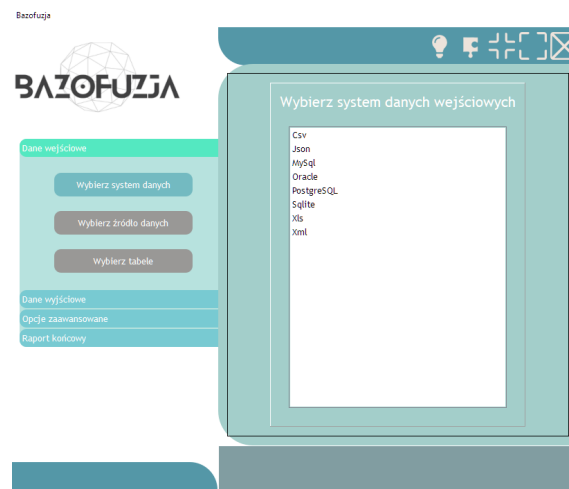 Bazofuzja
BAZOFUZJA
Dane wejściowe
Wybierz system danych
Wybierz źródło danych
Wybierz tabele
Dane wyjściowe
Opcje zaawansowane
Raport końcowy
Wybierz system danych wejściowych
Csv
Json
MySql
Oracle
PostgreSQL
Sqlite
Xls
Xml